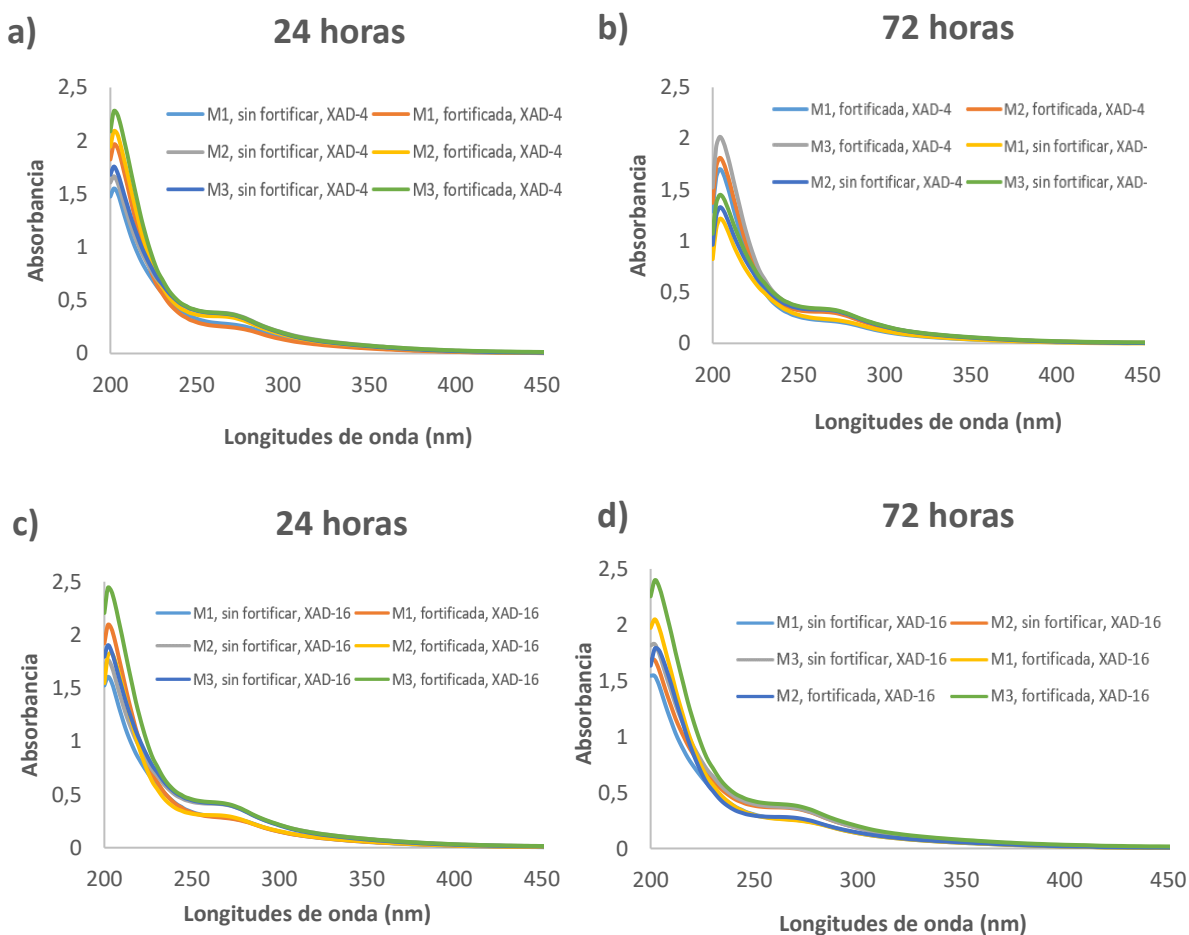 a)
24 horas
2,5
2
1,5
1
0,5
0
M1, sin fortificar, XAD-4 M1, fortificada, XAD-4
M2, sin fortificar, XAD-4 M2, fortificada, XAD-4
M3, sin fortificar, XAD-4 M3, fortificada, XAD-4
Absorbancia
200 250 300 350 400 450
Longitudes de onda (nm)
b)
72 horas
2,5
2
1,5
1
0,5
0
M1, fortificada, XAD-4 M2, fortificada, XAD-4
M3, fortificada, XAD-4 M1, sin fortificar, XAD-
M2, sin fortificar, XAD-4 M3, sin fortificar, XAD-
Absorbancia
200 250 300 350 400 450
Longitudes de onda (nm)
c)
24 horas
2,5
2
1,5
1
0,5
0
M1, sin fortificar, XAD-16 M1, fortificada, XAD-16
M2, sin fortificar, XAD-16 M2, fortificada, XAD-16
M3, sin fortificar, XAD-16 M3, fortificada, XAD-16
Absorbancia
200 250 300 350 400 450
Longitudes de onda (nm)
d)
72 horas
2,5
2
1,5
1
0,5
0
M1, sin fortificar, XAD-16 M2, sin fortificar, XAD-16
M3, sin fortificar, XAD-16 M1, fortificada, XAD-16
M2, fortificada, XAD-16 M3, fortificada, XAD-16
Absorbancia
200 250 300 350 400 450
Longitudes de onda (nm)